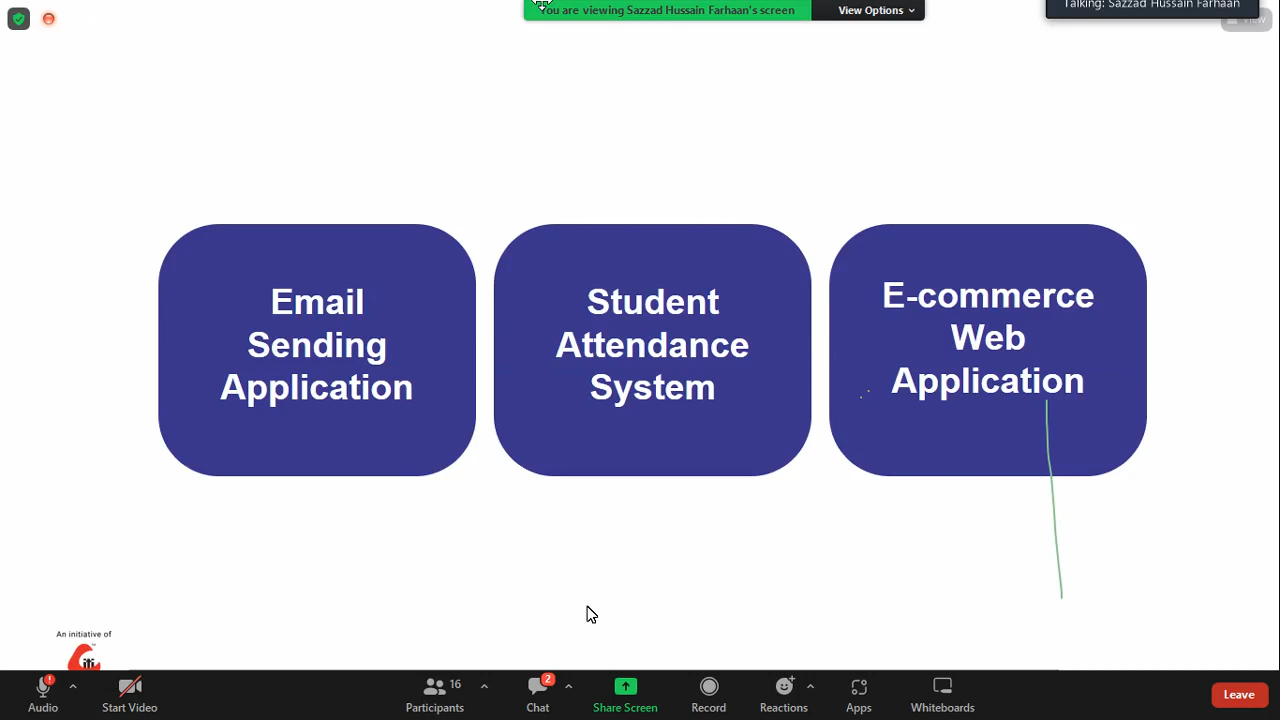 You are viewing Sazzad Hussain Farhaan's screen
View Options
Talking: Sazzad Hussain Farhaan
View
Email
Sending
Application
Student
Attendance
System
E-commerce
Web
Application
An initiative of
Audio
Start Video
16
Participants
2
Chat
Share Screen
Record
Reactions
Apps
Whiteboards
Leave